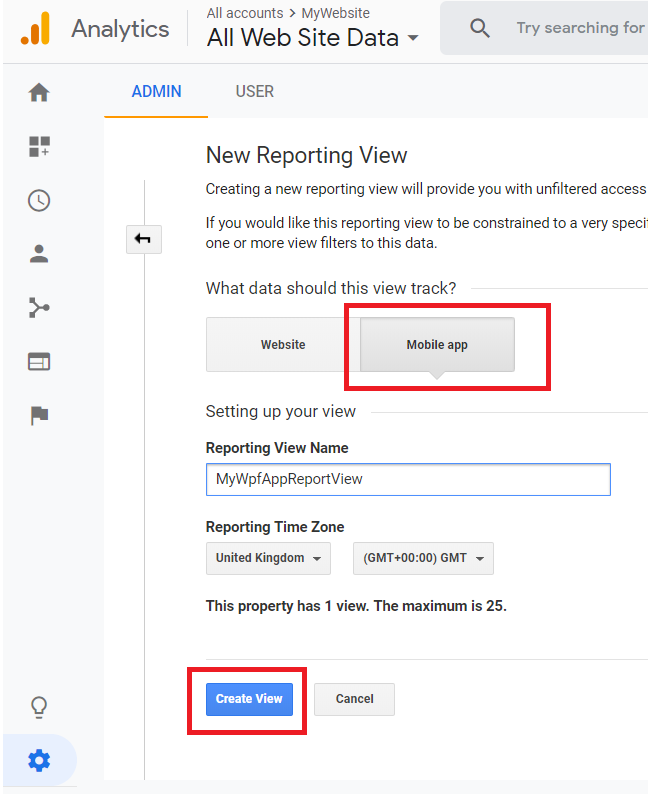 Analytics
All accounts > MyWebsite
All Web Site Data
Try searching for
ADMIN
USER
New Reporting View
Creating a new reporting view will provide you with unfiltered access
If you would like this reporting view to be constrained to a very specif
one or more view filters to this data.
What data should this view track?
Website
Mobile app
Setting up your view
Reporting View Name
MyWpfAppReportView
Reporting Time Zone
United Kingdom
(GMT+00:00) GMT
This property has 1 view. The maximum is 25.
Create View
Cancel